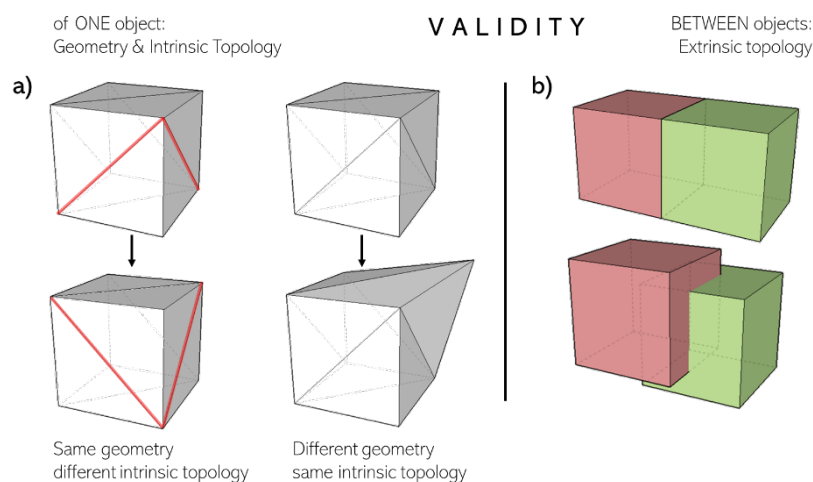 of ONE object:
Geometry & Intrinsic Topology
VALIDITY
BETWEEN objects:
Extrinsic topology
a)
b)
Same geometry
different intrinsic topology
Different geometry
same intrinsic topology